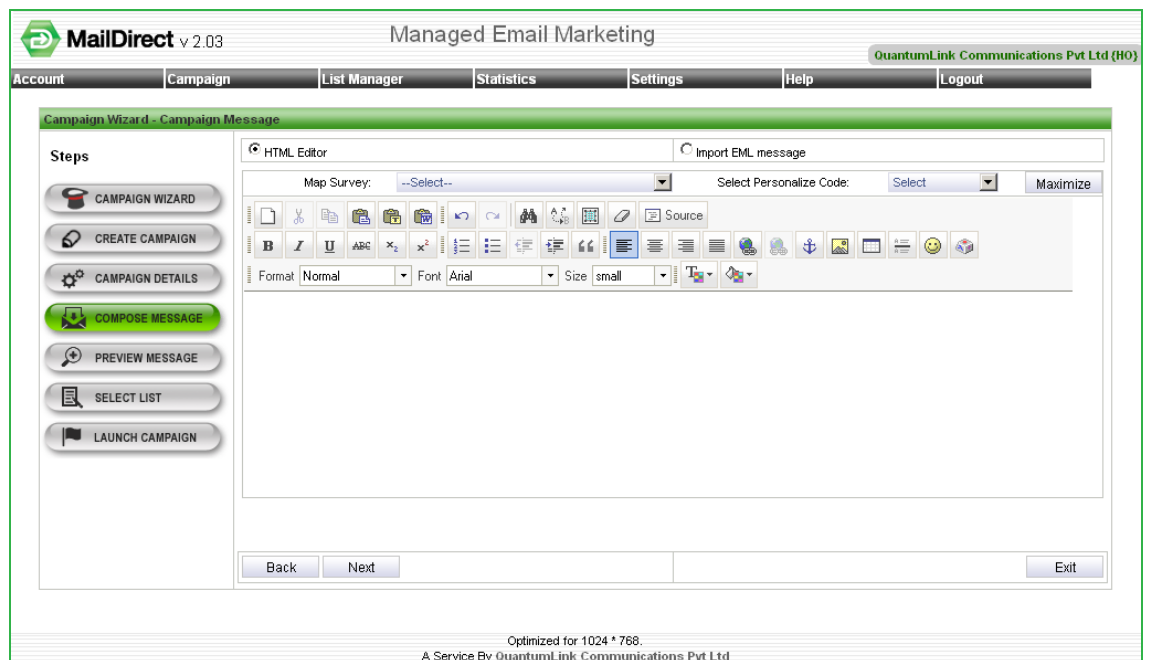 MailDirect v 2.03
Managed Email Marketing
QuantumLink Communications Pvt Ltd {HO}
Account Campaign List Manager Statistics Settings Help Logout
Campaign Wizard - Campaign Message
Steps
HTML Editor Import EML message
Map Survey: --Select-- Select Personalize Code: Select Maximize
CAMPAIGN WIZARD
CREATE CAMPAIGN
CAMPAIGN DETAILS
COMPOSE MESSAGE
PREVIEW MESSAGE
SELECT LIST
LAUNCH CAMPAIGN
Source
B I U ABC x₂ x²
Format Normal Font Arial Size small
Back Next Exit
Optimized for 1024 * 768.
A Service By QuantumLink Communications Pvt Ltd